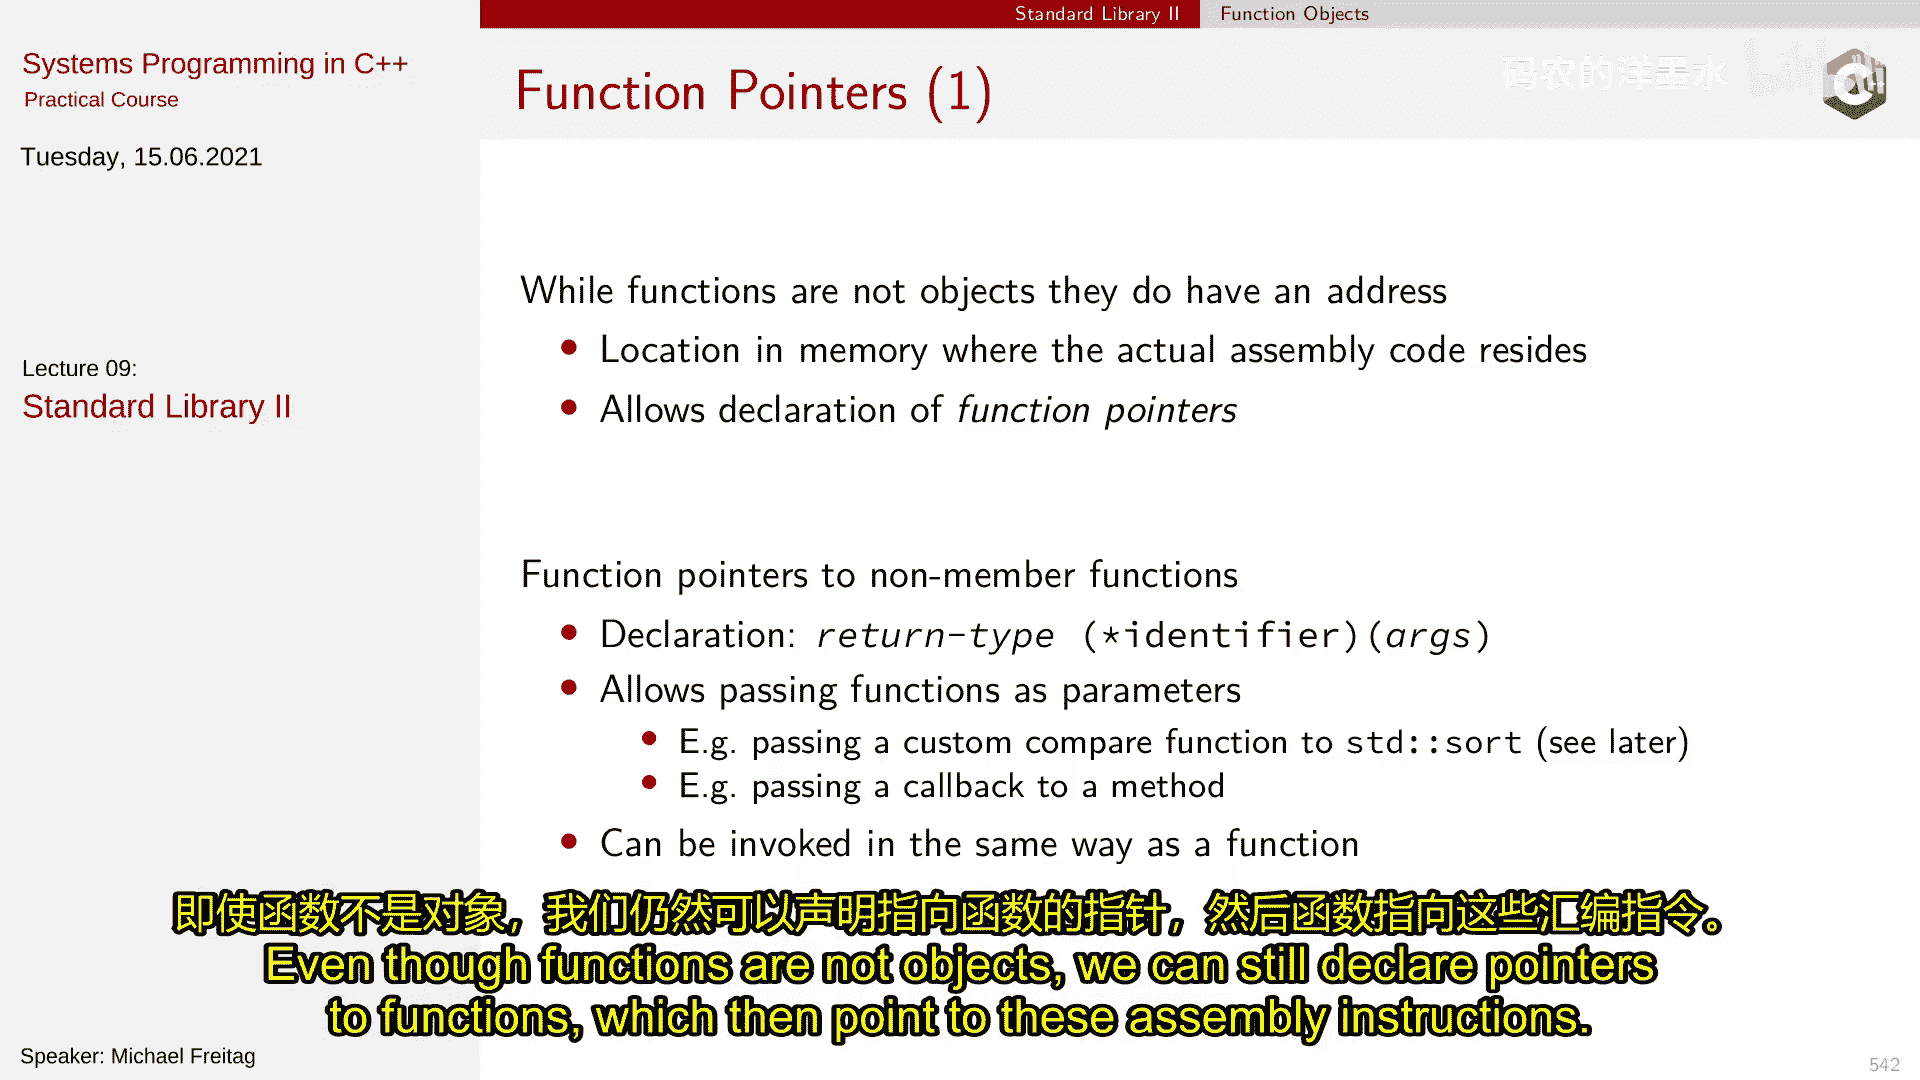 Standard Library II
Function Objects
Systems Programming in C++
Practical Course
Function Pointers (1)
码农的洋墨水
Tuesday, 15.06.2021
While functions are not objects they do have an address
Location in memory where the actual assembly code resides
Allows declaration of function pointers
Lecture 09:
Standard Library II
Function pointers to non-member functions
Declaration: return-type (*identifier)(args)
Allows passing functions as parameters
E.g. passing a custom compare function to std::sort (see later)
E.g. passing a callback to a method
Can be invoked in the same way as a function
即使函数不是对象，我们仍然可以声明指向函数的指针，然后函数指向这些汇编指令。
Even though functions are not objects, we can still declare pointers
to functions, which then point to these assembly instructions.
Speaker: Michael Freitag
542